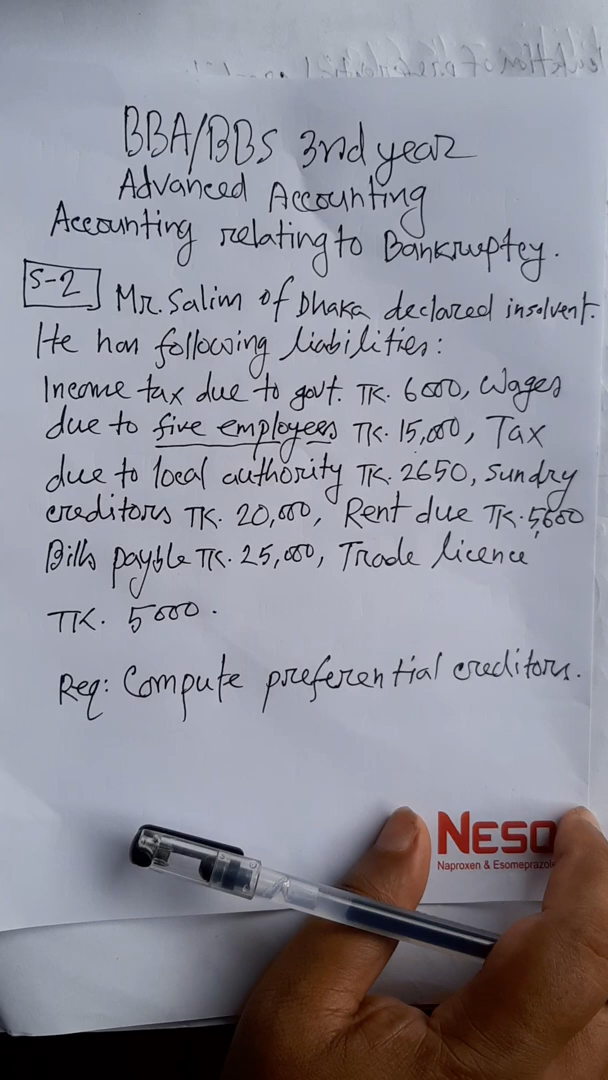 BBA/BBS 3rd year
Advanced Accounting
Accounting relating to Bankruptcy.
S-2 Mr. Salim of Dhaka declared insolvent.
He has following liabilities:
Income tax due to govt. TK. 6000, Wages
due to five employees TK. 15,000, Tax
due to local authority TK. 2650, Sundry
creditors TK. 20,000, Rent due TK. 5,600
Bills payble TK. 25,000, Trade licence
TK. 5000.
Req: Compute preferential creditors.
NESO
Naproxen & Esomeprazole